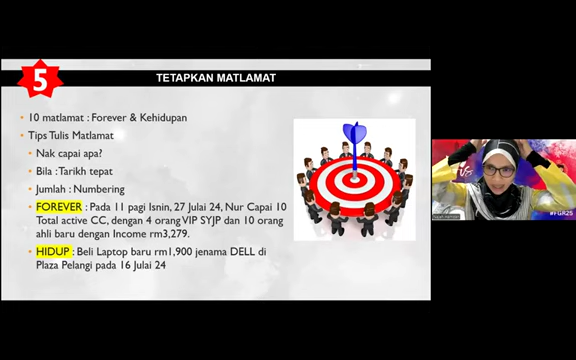 5
TETAPKAN MATLAMAT
• 10 matlamat : Forever & Kehidupan
• Tips Tulis Matlamat
• Nak capai apa?
• Bila : Tarikh tepat
• Jumlah : Numbering
• FOREVER : Pada 11 pagi Isnin, 27 Julai 24, Nur Capai 10
Total active CC, dengan 4 orang VIP SYJP dan 10 orang
ahli baru dengan Income rm3,279.
• HIDUP : Beli Laptop baru rm1,900 jenama DELL di
Plaza Pelangi pada 16 Julai 24
#FGR25